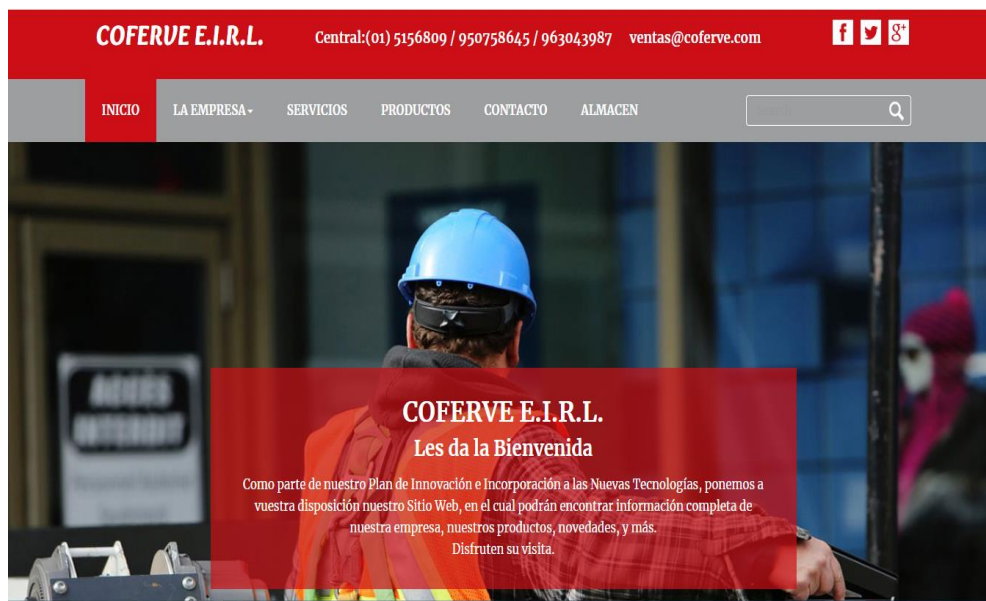 COFERVE E.I.R.L.
Central:(01) 5156809 / 950758645 / 963043987 ventas@coferve.com
f g+
INICIO LA EMPRESA SERVICIOS PRODUCTOS CONTACTO ALMACEN
ACCÈS
INTERDIT
COFERVE E.I.R.L.
Les da la Bienvenida
Como parte de nuestro Plan de Innovación e Incorporación a las Nuevas Tecnologías, ponemos a
vuestra disposición nuestro Sitio Web, en el cual podrán encontrar información completa de
nuestra empresa, nuestros productos, novedades, y más.
Disfruten su visita.